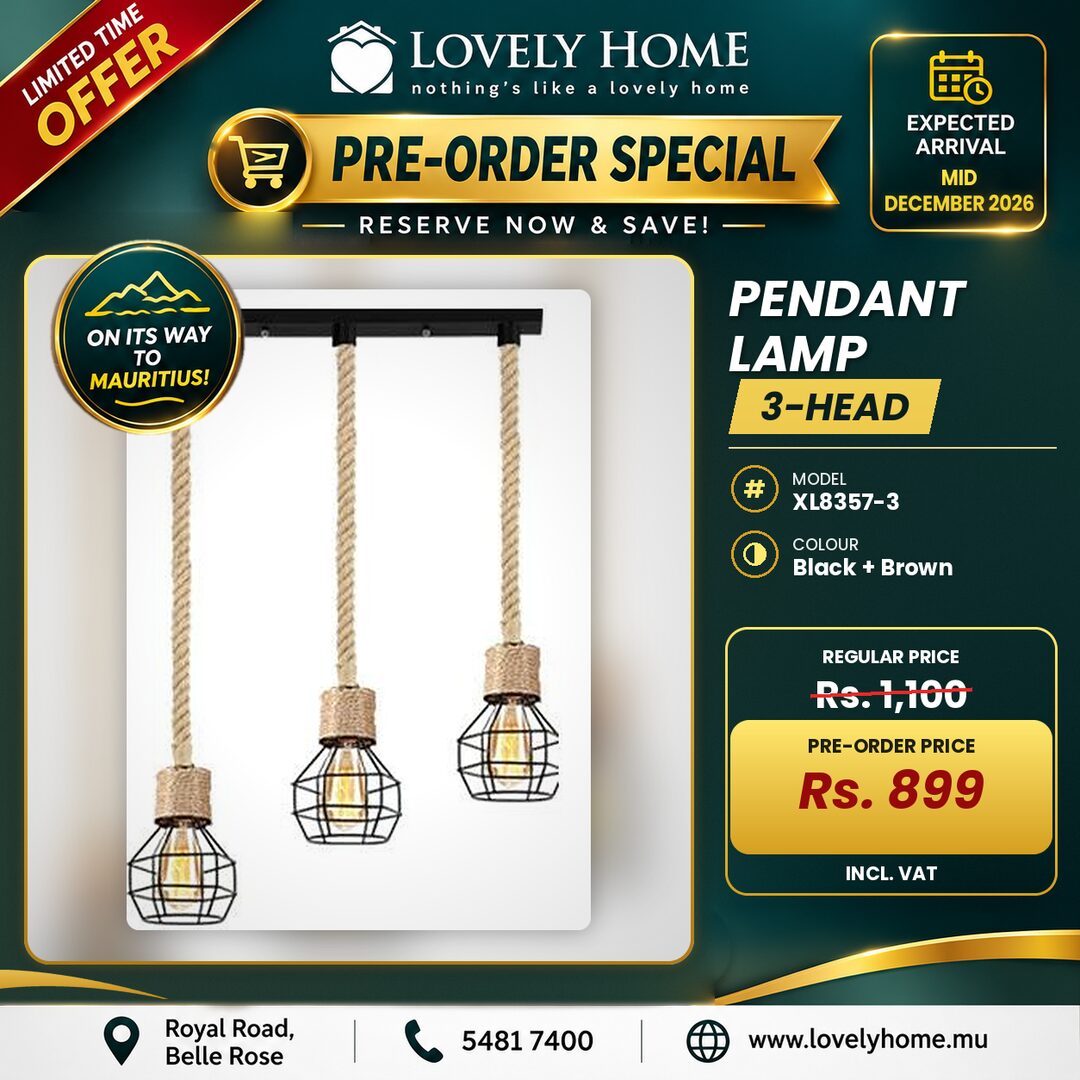 LIMITED TIME
OFFER
LOVELY HOME
nothing's like a lovely home
PRE-ORDER SPECIAL
RESERVE NOW & SAVE!
EXPECTED
ARRIVAL
MID
DECEMBER 2026
ON ITS WAY
TO
MAURITIUS!
PENDANT
LAMP
3-HEAD
#
MODEL
XL8357-3
COLOUR
Black + Brown
REGULAR PRICE
Rs. 1,100
PRE-ORDER PRICE
Rs. 899
INCL. VAT
Royal Road,
Belle Rose
5481 7400
www.lovelyhome.mu